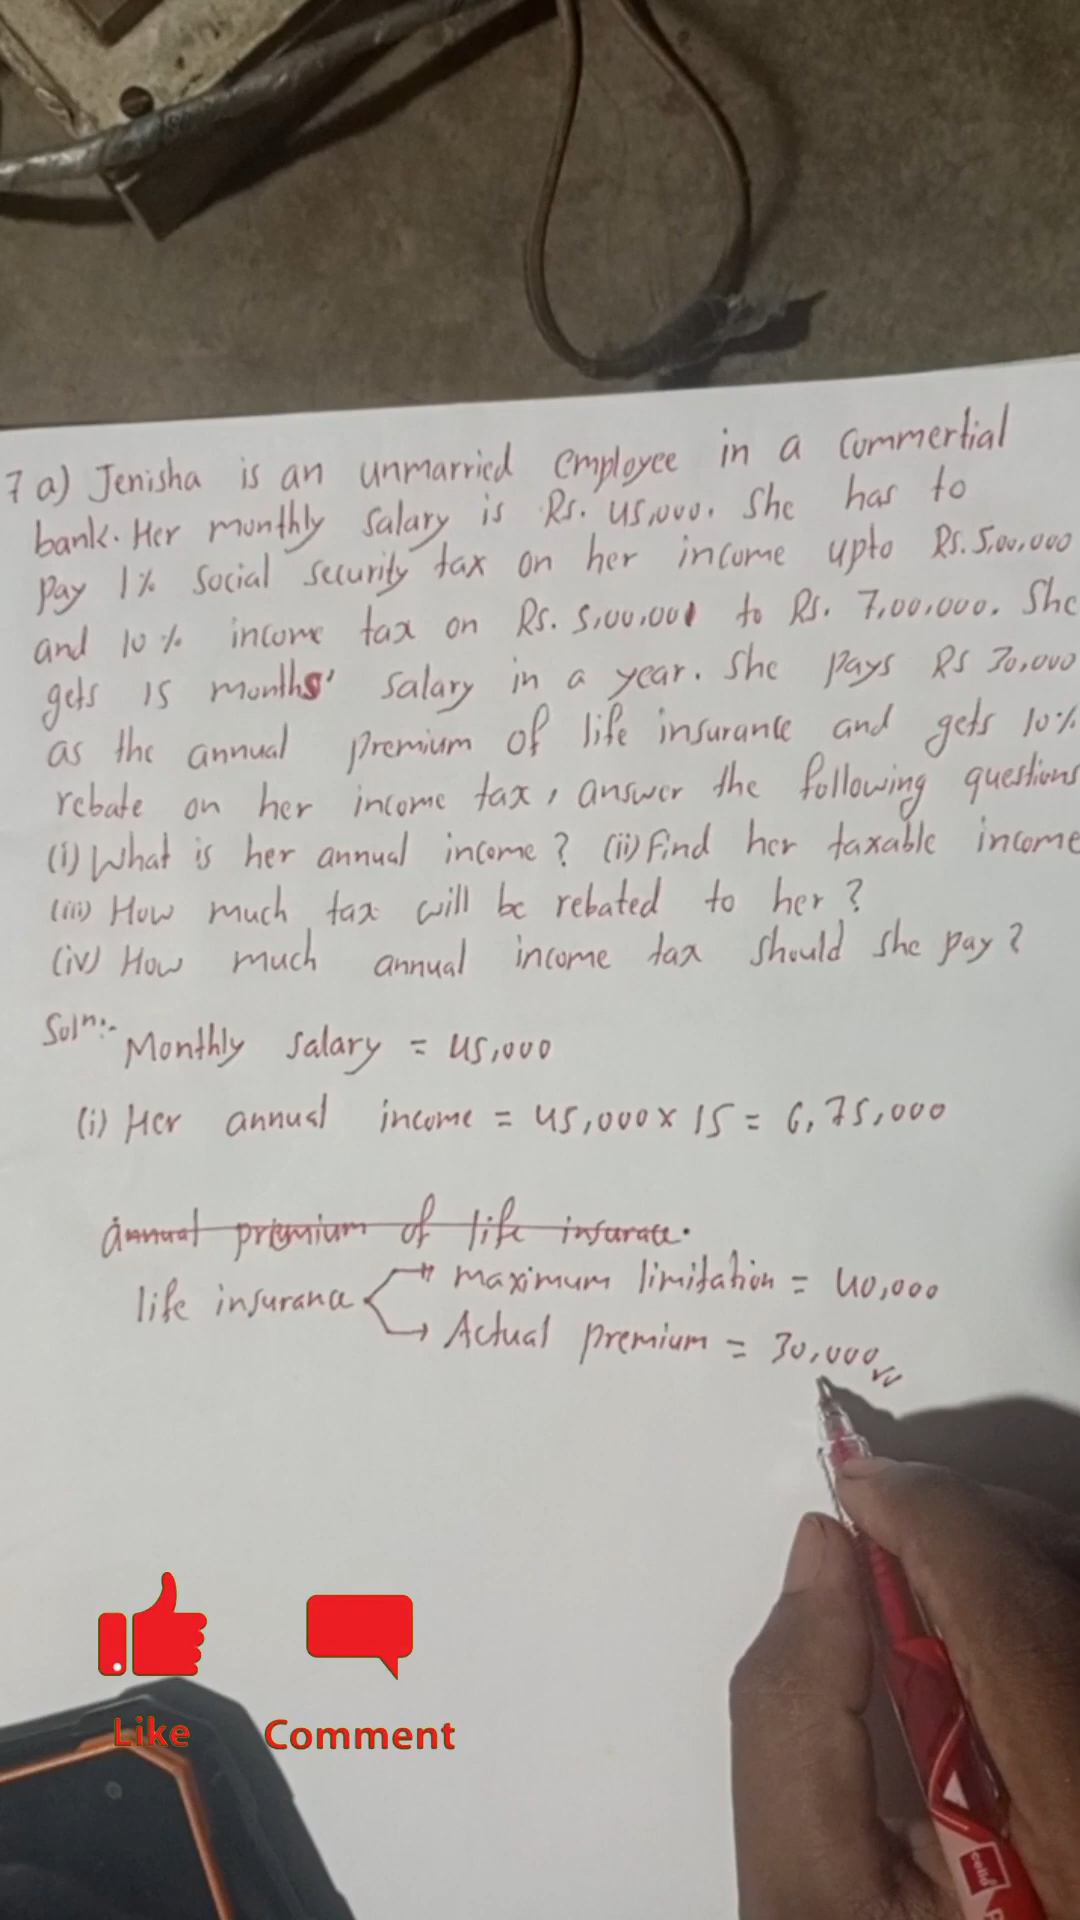 7 a) Jenisha is an unmarried employee in a Commertial
bank. Her monthly salary is Rs. 45,000. She has to
pay 1% Social security tax on her income upto Rs. 5,00,000
and 10% income tax on Rs. 5,00,001 to Rs. 7,00,000. She
gets 15 months' salary in a year. She pays RS 30,000
as the annual premium of life insurance and gets 10%
rebate on her income tax, answer the following questions
(i) What is her annual income? (ii) Find her taxable income
(iii) How much tax will be rebated to her?
(iv) How much annual income tax should she pay?
Soln:-
Monthly salary = 45,000
(i) Her annual income = 45,000 x 15 = 6,75,000
Annual premium of life insurace.
life insurance → maximum limitation = 40,000
→ Actual premium = 30,000
Like
Comment
cello